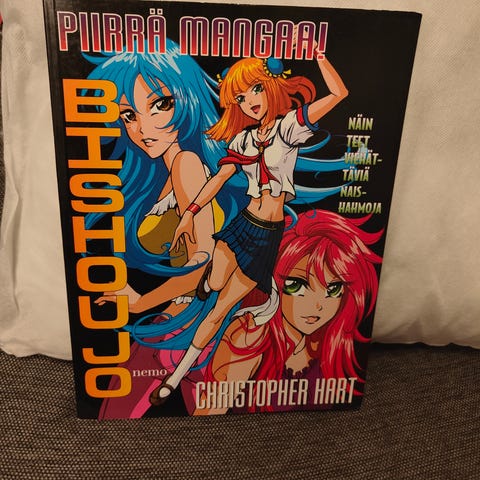 PIIRRÄ MANGAA!
BISHOUJO
NÄIN
TEET
VIEHÄT-
TÄVIÄ
NAIS-
HAHMOJA
nemo
CHRISTOPHER HART